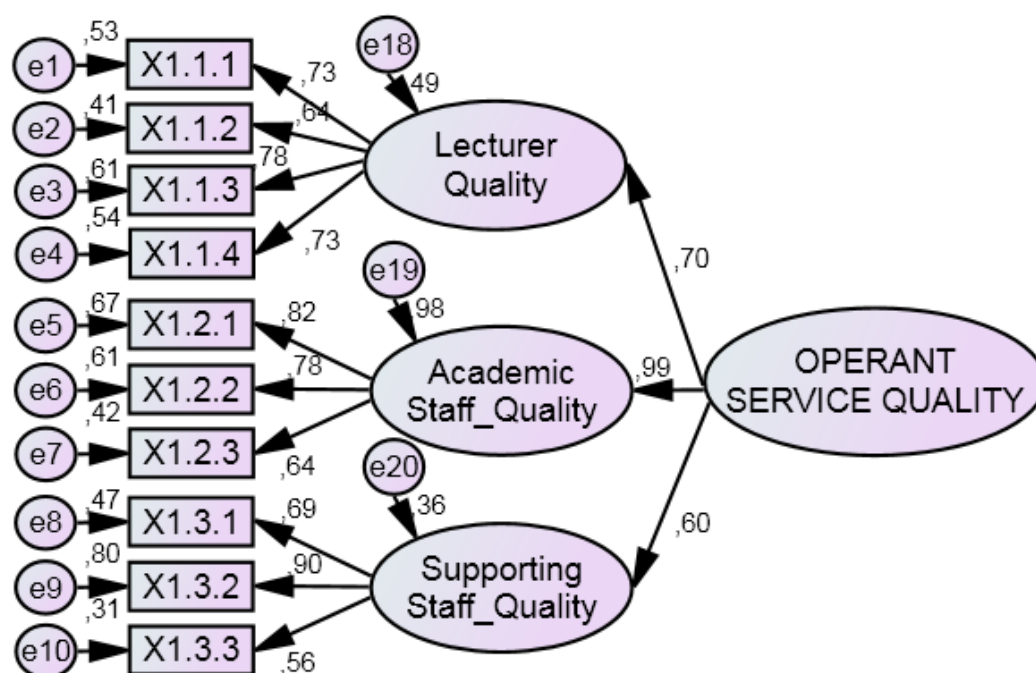 ,53
e1
X1.1.1
,73
e18
,49
,41
e2
X1.1.2
,64
Lecturer
Quality
,61
e3
X1.1.3
,78
,54
e4
X1.1.4
,73
,70
e19
,98
,67
e5
X1.2.1
,82
Academic
Staff_Quality
,99
OPERANT
SERVICE QUALITY
,61
e6
X1.2.2
,78
,42
e7
X1.2.3
,64
e20
,36
,47
e8
X1.3.1
,69
,60
Supporting
Staff_Quality
,80
e9
X1.3.2
,90
,31
e10
X1.3.3
,56